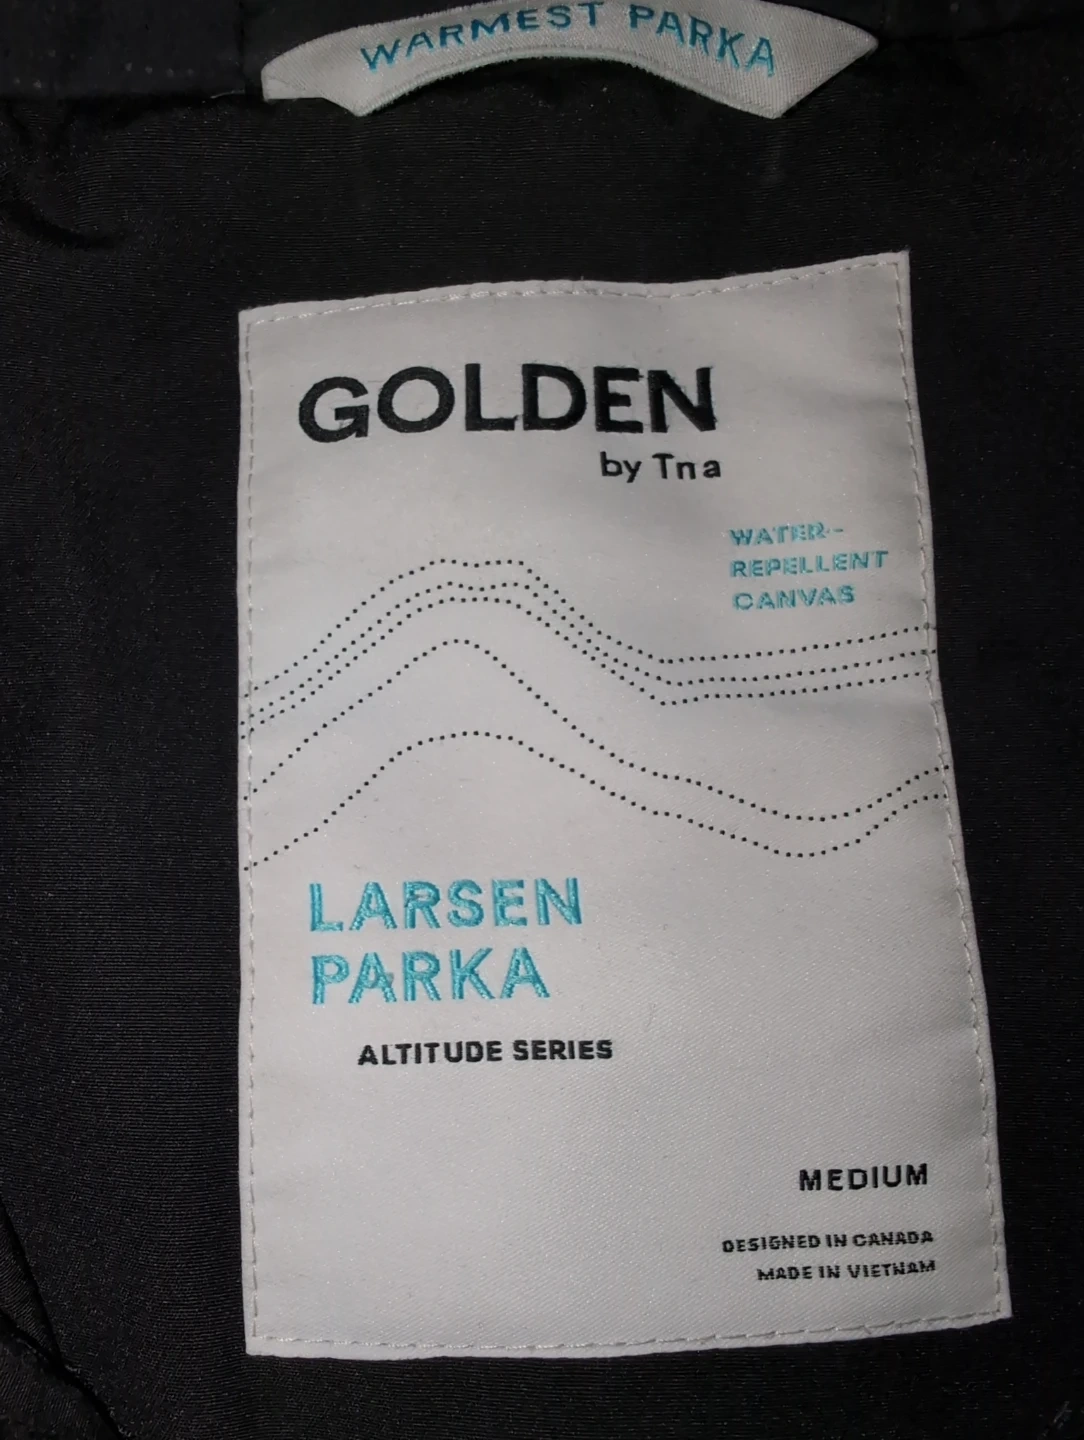 WARMEST PARKA
GOLDEN
by Tna
WATER-
REPELLENT
CANVAS
LARSEN
PARKA
ALTITUDE SERIES
MEDIUM
DESIGNED IN CANADA
MADE IN VIETNAM